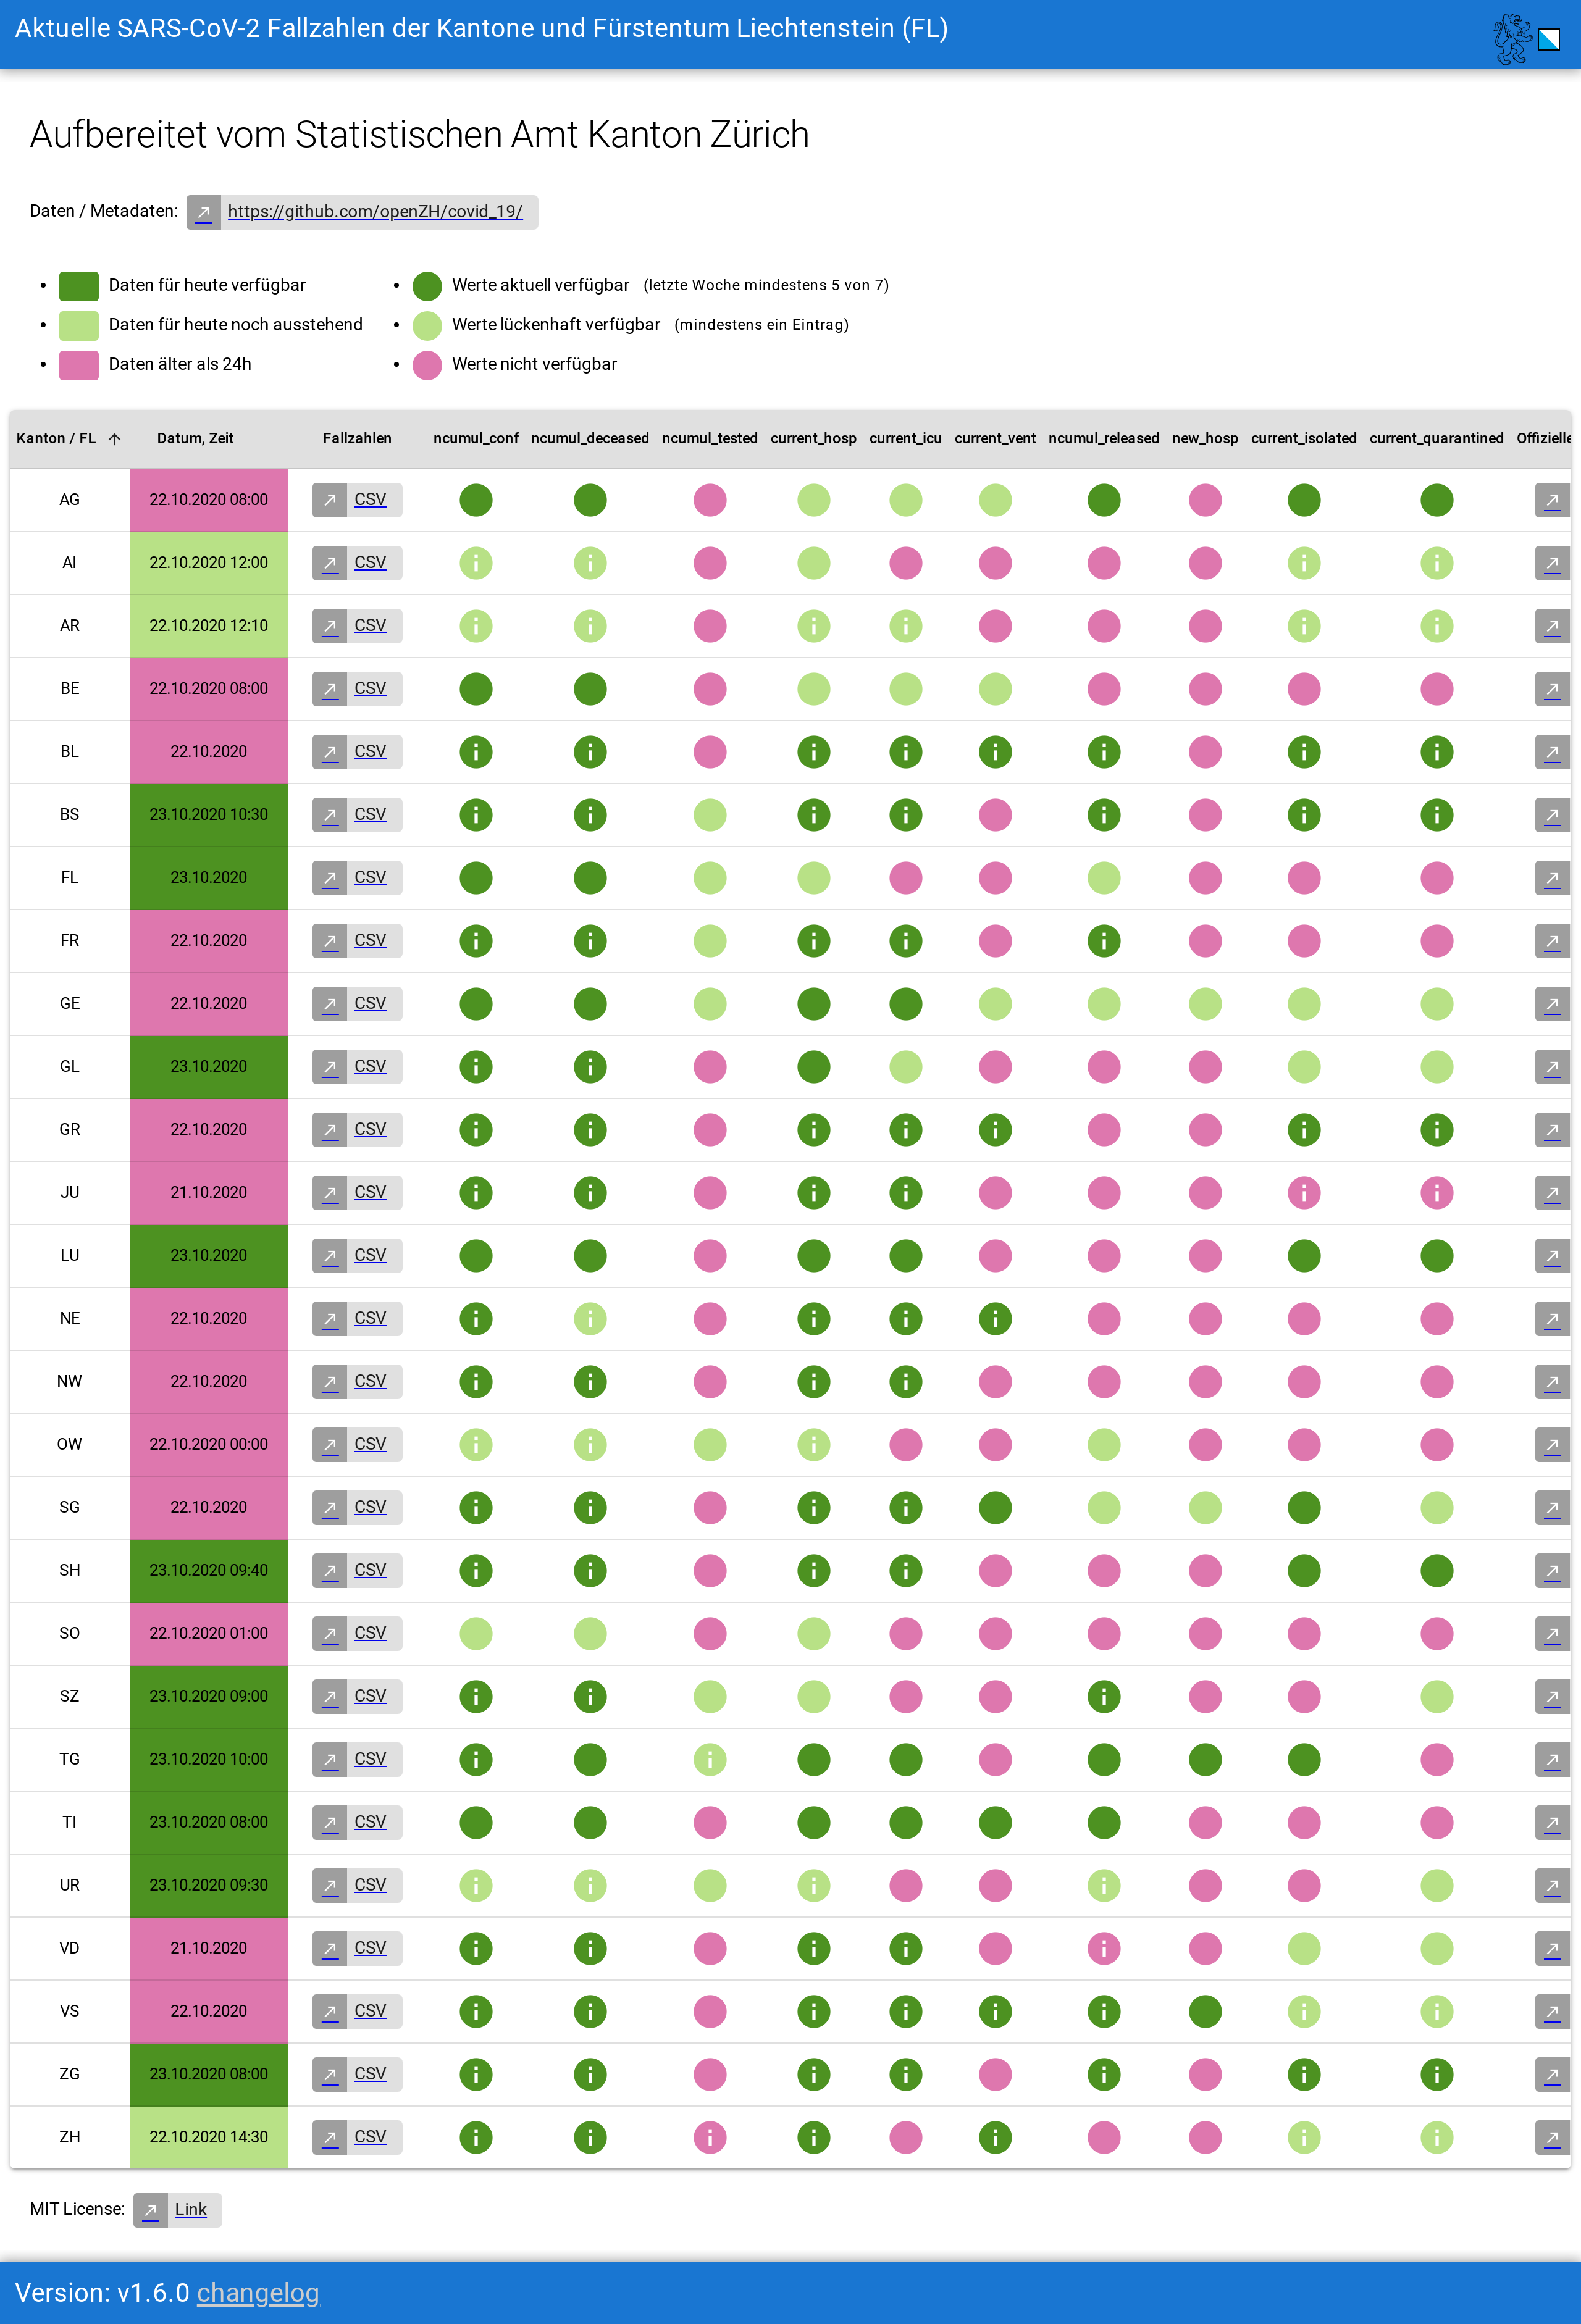 Aktuelle SARS-CoV-2 Fallzahlen der Kantone und Fürstentum Liechtenstein (FL)
Aufbereitet vom Statistischen Amt Kanton Zürich
Daten / Metadaten: https://github.com/openZH/covid_19/
Daten für heute verfügbar
Daten für heute noch ausstehend
Daten älter als 24h
Werte aktuell verfügbar (letzte Woche mindestens 5 von 7)
Werte lückenhaft verfügbar (mindestens ein Eintrag)
Werte nicht verfügbar
Kanton / FL Datum, Zeit Fallzahlen ncumul_conf ncumul_deceased ncumul_tested current_hosp current_icu current_vent ncumul_released new_hosp current_isolated current_quarantined Offizielle
AG 22.10.2020 08:00 CSV
AI 22.10.2020 12:00 CSV
AR 22.10.2020 12:10 CSV
BE 22.10.2020 08:00 CSV
BL 22.10.2020 CSV
BS 23.10.2020 10:30 CSV
FL 23.10.2020 CSV
FR 22.10.2020 CSV
GE 22.10.2020 CSV
GL 23.10.2020 CSV
GR 22.10.2020 CSV
JU 21.10.2020 CSV
LU 23.10.2020 CSV
NE 22.10.2020 CSV
NW 22.10.2020 CSV
OW 22.10.2020 00:00 CSV
SG 22.10.2020 CSV
SH 23.10.2020 09:40 CSV
SO 22.10.2020 01:00 CSV
SZ 23.10.2020 09:00 CSV
TG 23.10.2020 10:00 CSV
TI 23.10.2020 08:00 CSV
UR 23.10.2020 09:30 CSV
VD 21.10.2020 CSV
VS 22.10.2020 CSV
ZG 23.10.2020 08:00 CSV
ZH 22.10.2020 14:30 CSV
MIT License: Link
Version: v1.6.0 changelog